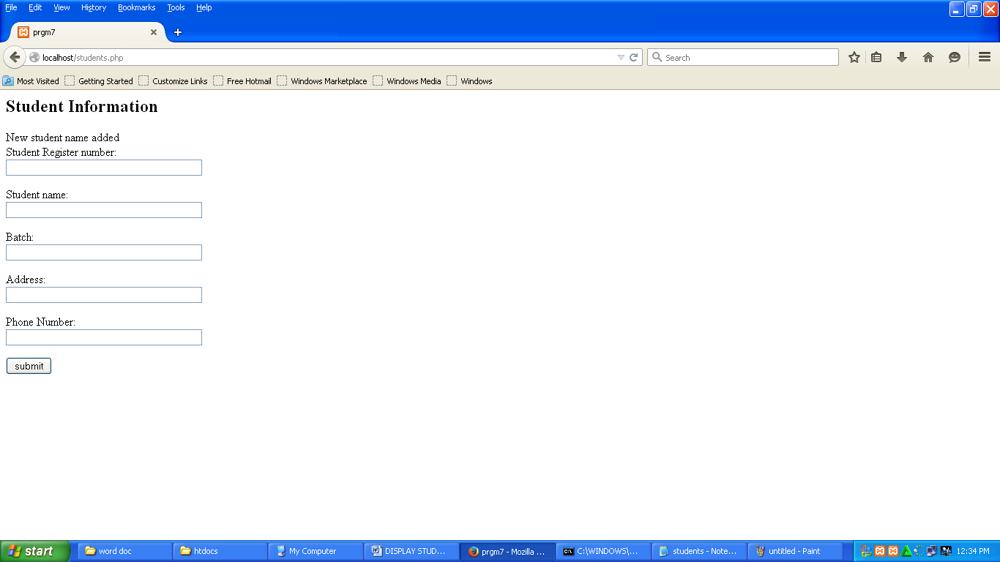 File Edit View History Bookmarks Tools Help
prgm7
localhost/students.php
Search
Most Visited Getting Started Customize Links Free Hotmail Windows Marketplace Windows Media Windows
Student Information
New student name added
Student Register number:
Student name:
Batch:
Address:
Phone Number:
submit
start word doc htdocs My Computer DISPLAY STUD... prgm7 - Mozilla ... C:\WINDOWS\... students - Note... untitled - Paint 12:34 PM